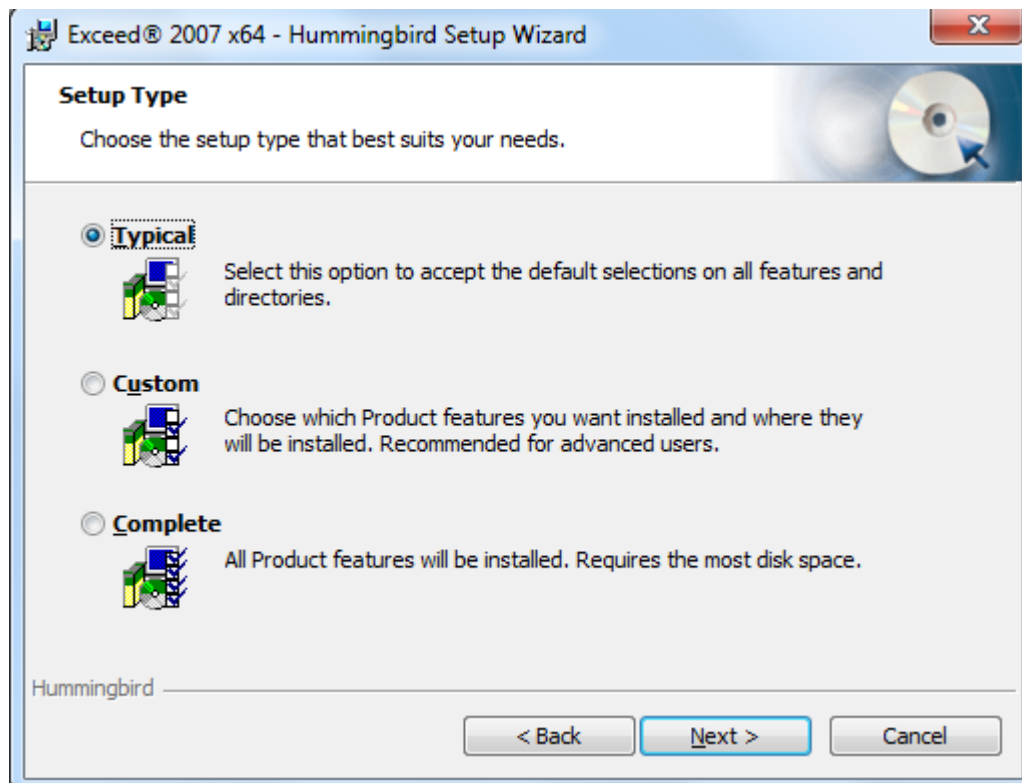 Exceed® 2007 x64 - Hummingbird Setup Wizard
Setup Type
Choose the setup type that best suits your needs.
Typical
Select this option to accept the default selections on all features and
directories.
Custom
Choose which Product features you want installed and where they
will be installed. Recommended for advanced users.
Complete
All Product features will be installed. Requires the most disk space.
Hummingbird
< Back Next > Cancel